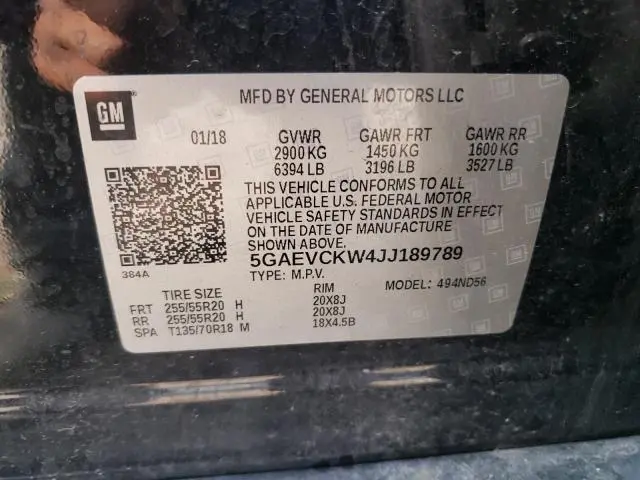 GM
MFD BY GENERAL MOTORS LLC
01/18 GVWR GAWR FRT GAWR RR
2900 KG 1450 KG 1600 KG
6394 LB 3196 LB 3527 LB
THIS VEHICLE CONFORMS TO ALL
APPLICABLE U.S. FEDERAL MOTOR
VEHICLE SAFETY STANDARDS IN EFFECT
ON THE DATE OF MANUFACTURE
SHOWN ABOVE.
384A 5GAEVCKW4JJ189789
TYPE: M.P.V. MODEL: 494ND56
TIRE SIZE RIM
FRT 255/55R20 H 20X8J
RR 255/55R20 H 20X8J
SPA T135/70R18 M 18X4.5B